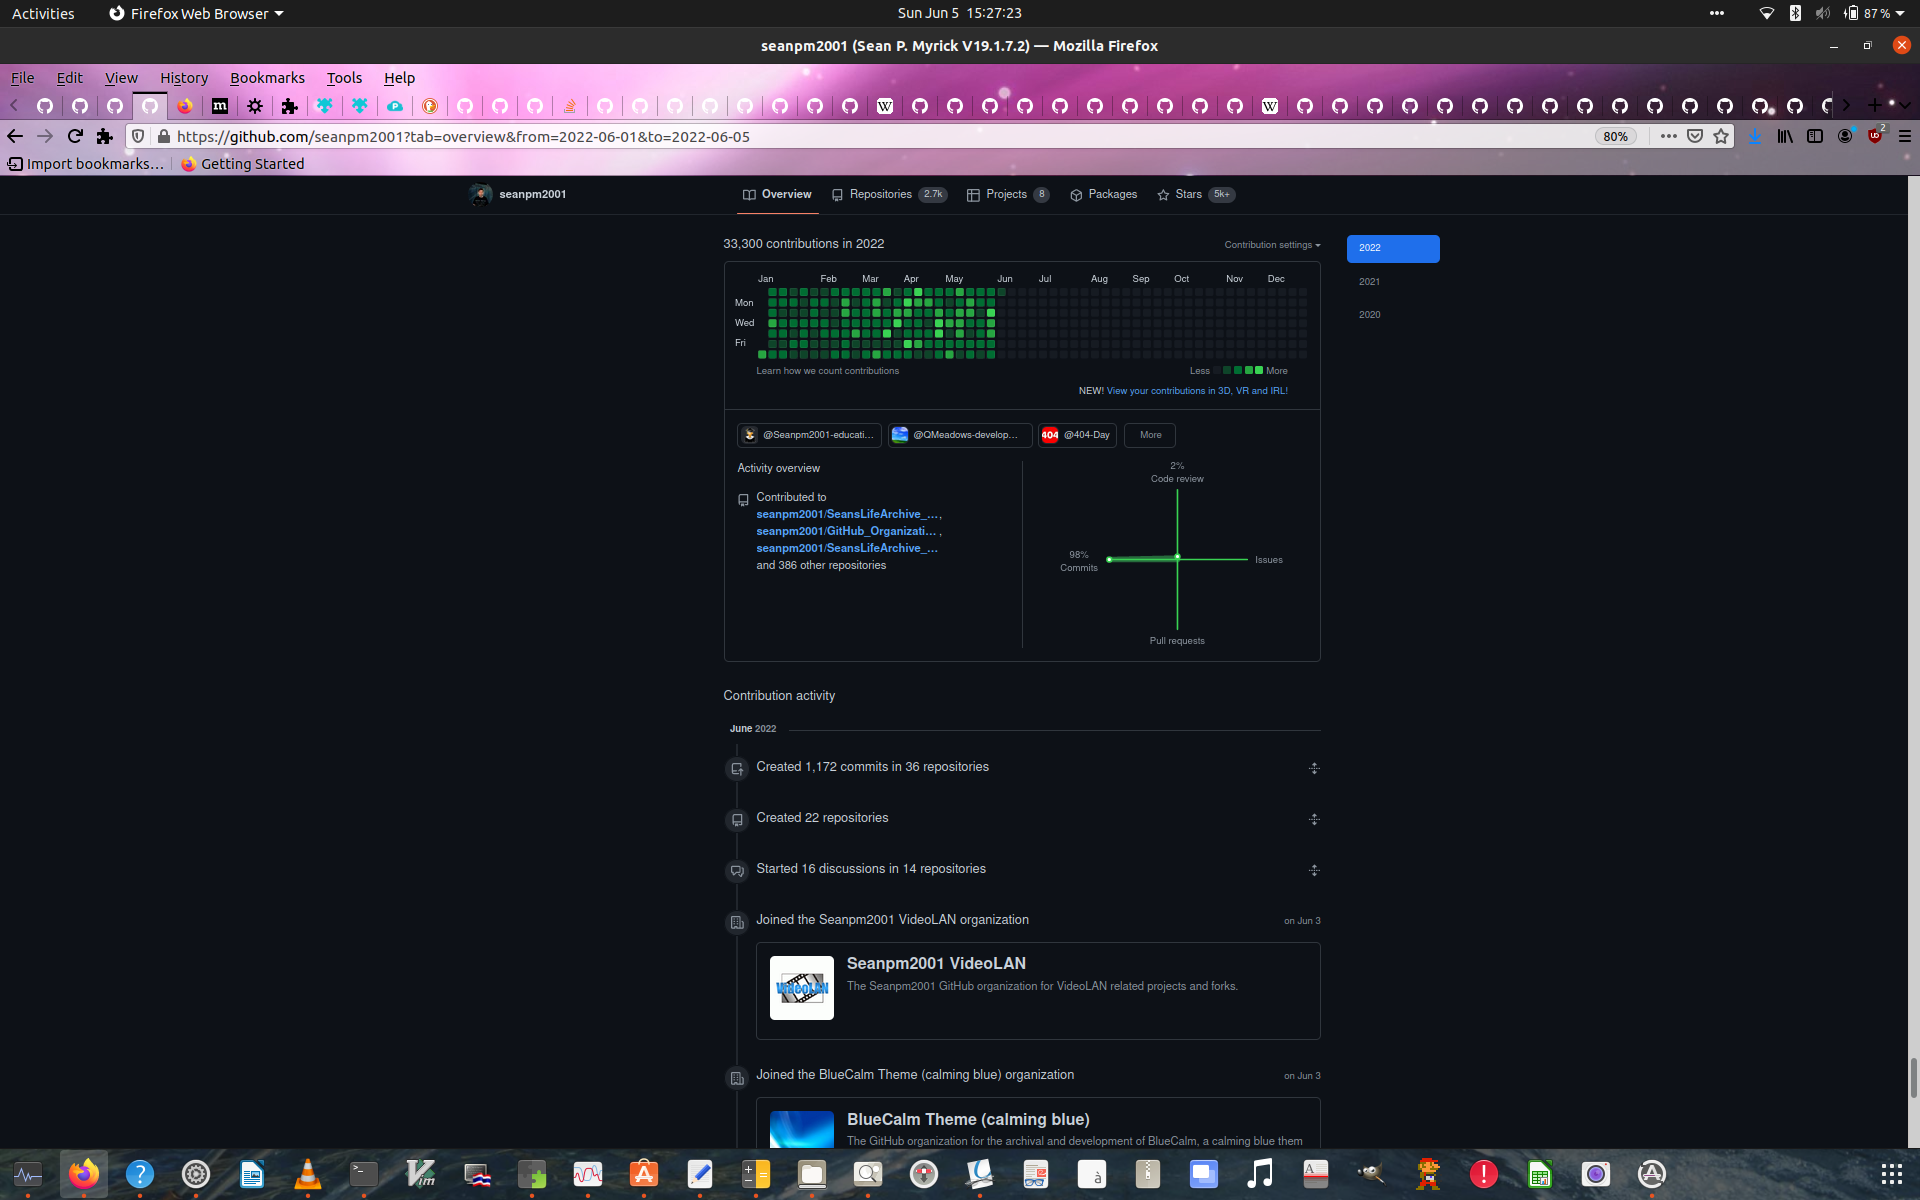 Activities
Firefox Web Browser
Sun Jun 5 15:27:23
87 %
seanpm2001 (Sean P. Myrick V19.1.7.2) — Mozilla Firefox
File Edit View History Bookmarks Tools Help
https://github.com/seanpm2001?tab=overview&from=2022-06-01&to=2022-06-05
80%
2
Import bookmarks…
Getting Started
seanpm2001
Overview
Repositories 2.7k
Projects 8
Packages
Stars 5k+
33,300 contributions in 2022
Contribution settings
2022
2021
2020
Jan Feb Mar Apr May Jun Jul Aug Sep Oct Nov Dec
Mon
Wed
Fri
Learn how we count contributions
Less
More
NEW! View your contributions in 3D, VR and IRL!
@Seanpm2001-educati...
@QMeadows-develop...
404 @404-Day
More
Activity overview
Contributed to
seanpm2001/SeansLifeArchive_...,
seanpm2001/GitHub_Organizati... ,
seanpm2001/SeansLifeArchive_...
and 386 other repositories
2%
Code review
98%
Commits
Issues
Pull requests
Contribution activity
June 2022
Created 1,172 commits in 36 repositories
Created 22 repositories
Started 16 discussions in 14 repositories
Joined the Seanpm2001 VideoLAN organization
on Jun 3
VideoLAN
Seanpm2001 VideoLAN
The Seanpm2001 GitHub organization for VideoLAN related projects and forks.
Joined the BlueCalm Theme (calming blue) organization
on Jun 3
BlueCalm Theme (calming blue)
The GitHub organization for the archival and development of BlueCalm, a calming blue them